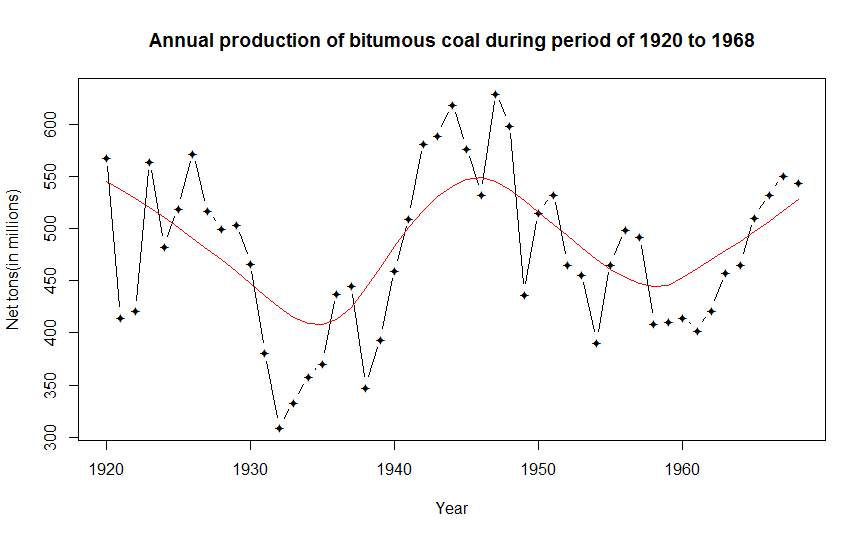 Annual production of bitumous coal during period of 1920 to 1968
Net tons(in millions)
600
550
500
450
400
350
300
1920 1930 1940 1950 1960
Year